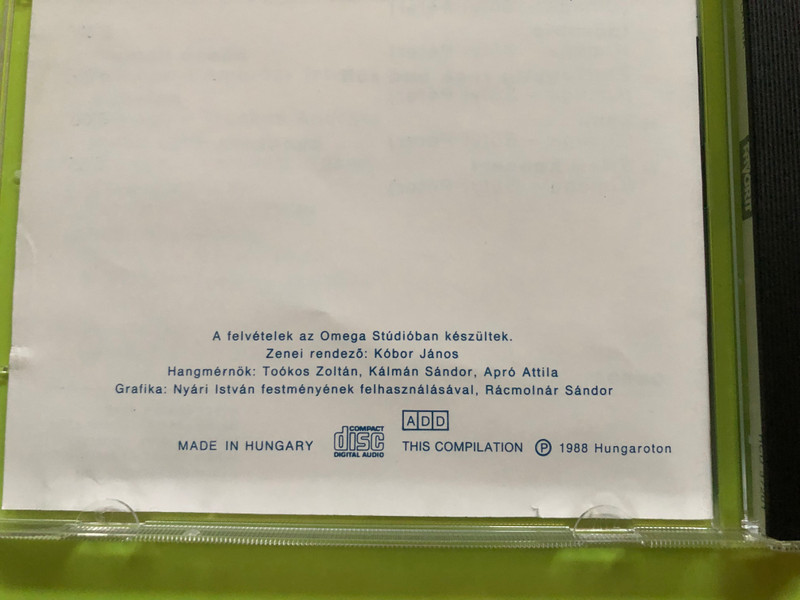 A felvételek az Omega Stúdióban készültek.
Zenei rendező: Kóbor János
Hangmérnök: Toókos Zoltán, Kálmán Sándor, Apró Attila
Grafika: Nyári István festményének felhasználásával, Rácmolnár Sándor
ADD
MADE IN HUNGARY COMPACT disc DIGITAL AUDIO THIS COMPILATION Ⓟ 1988 Hungaroton